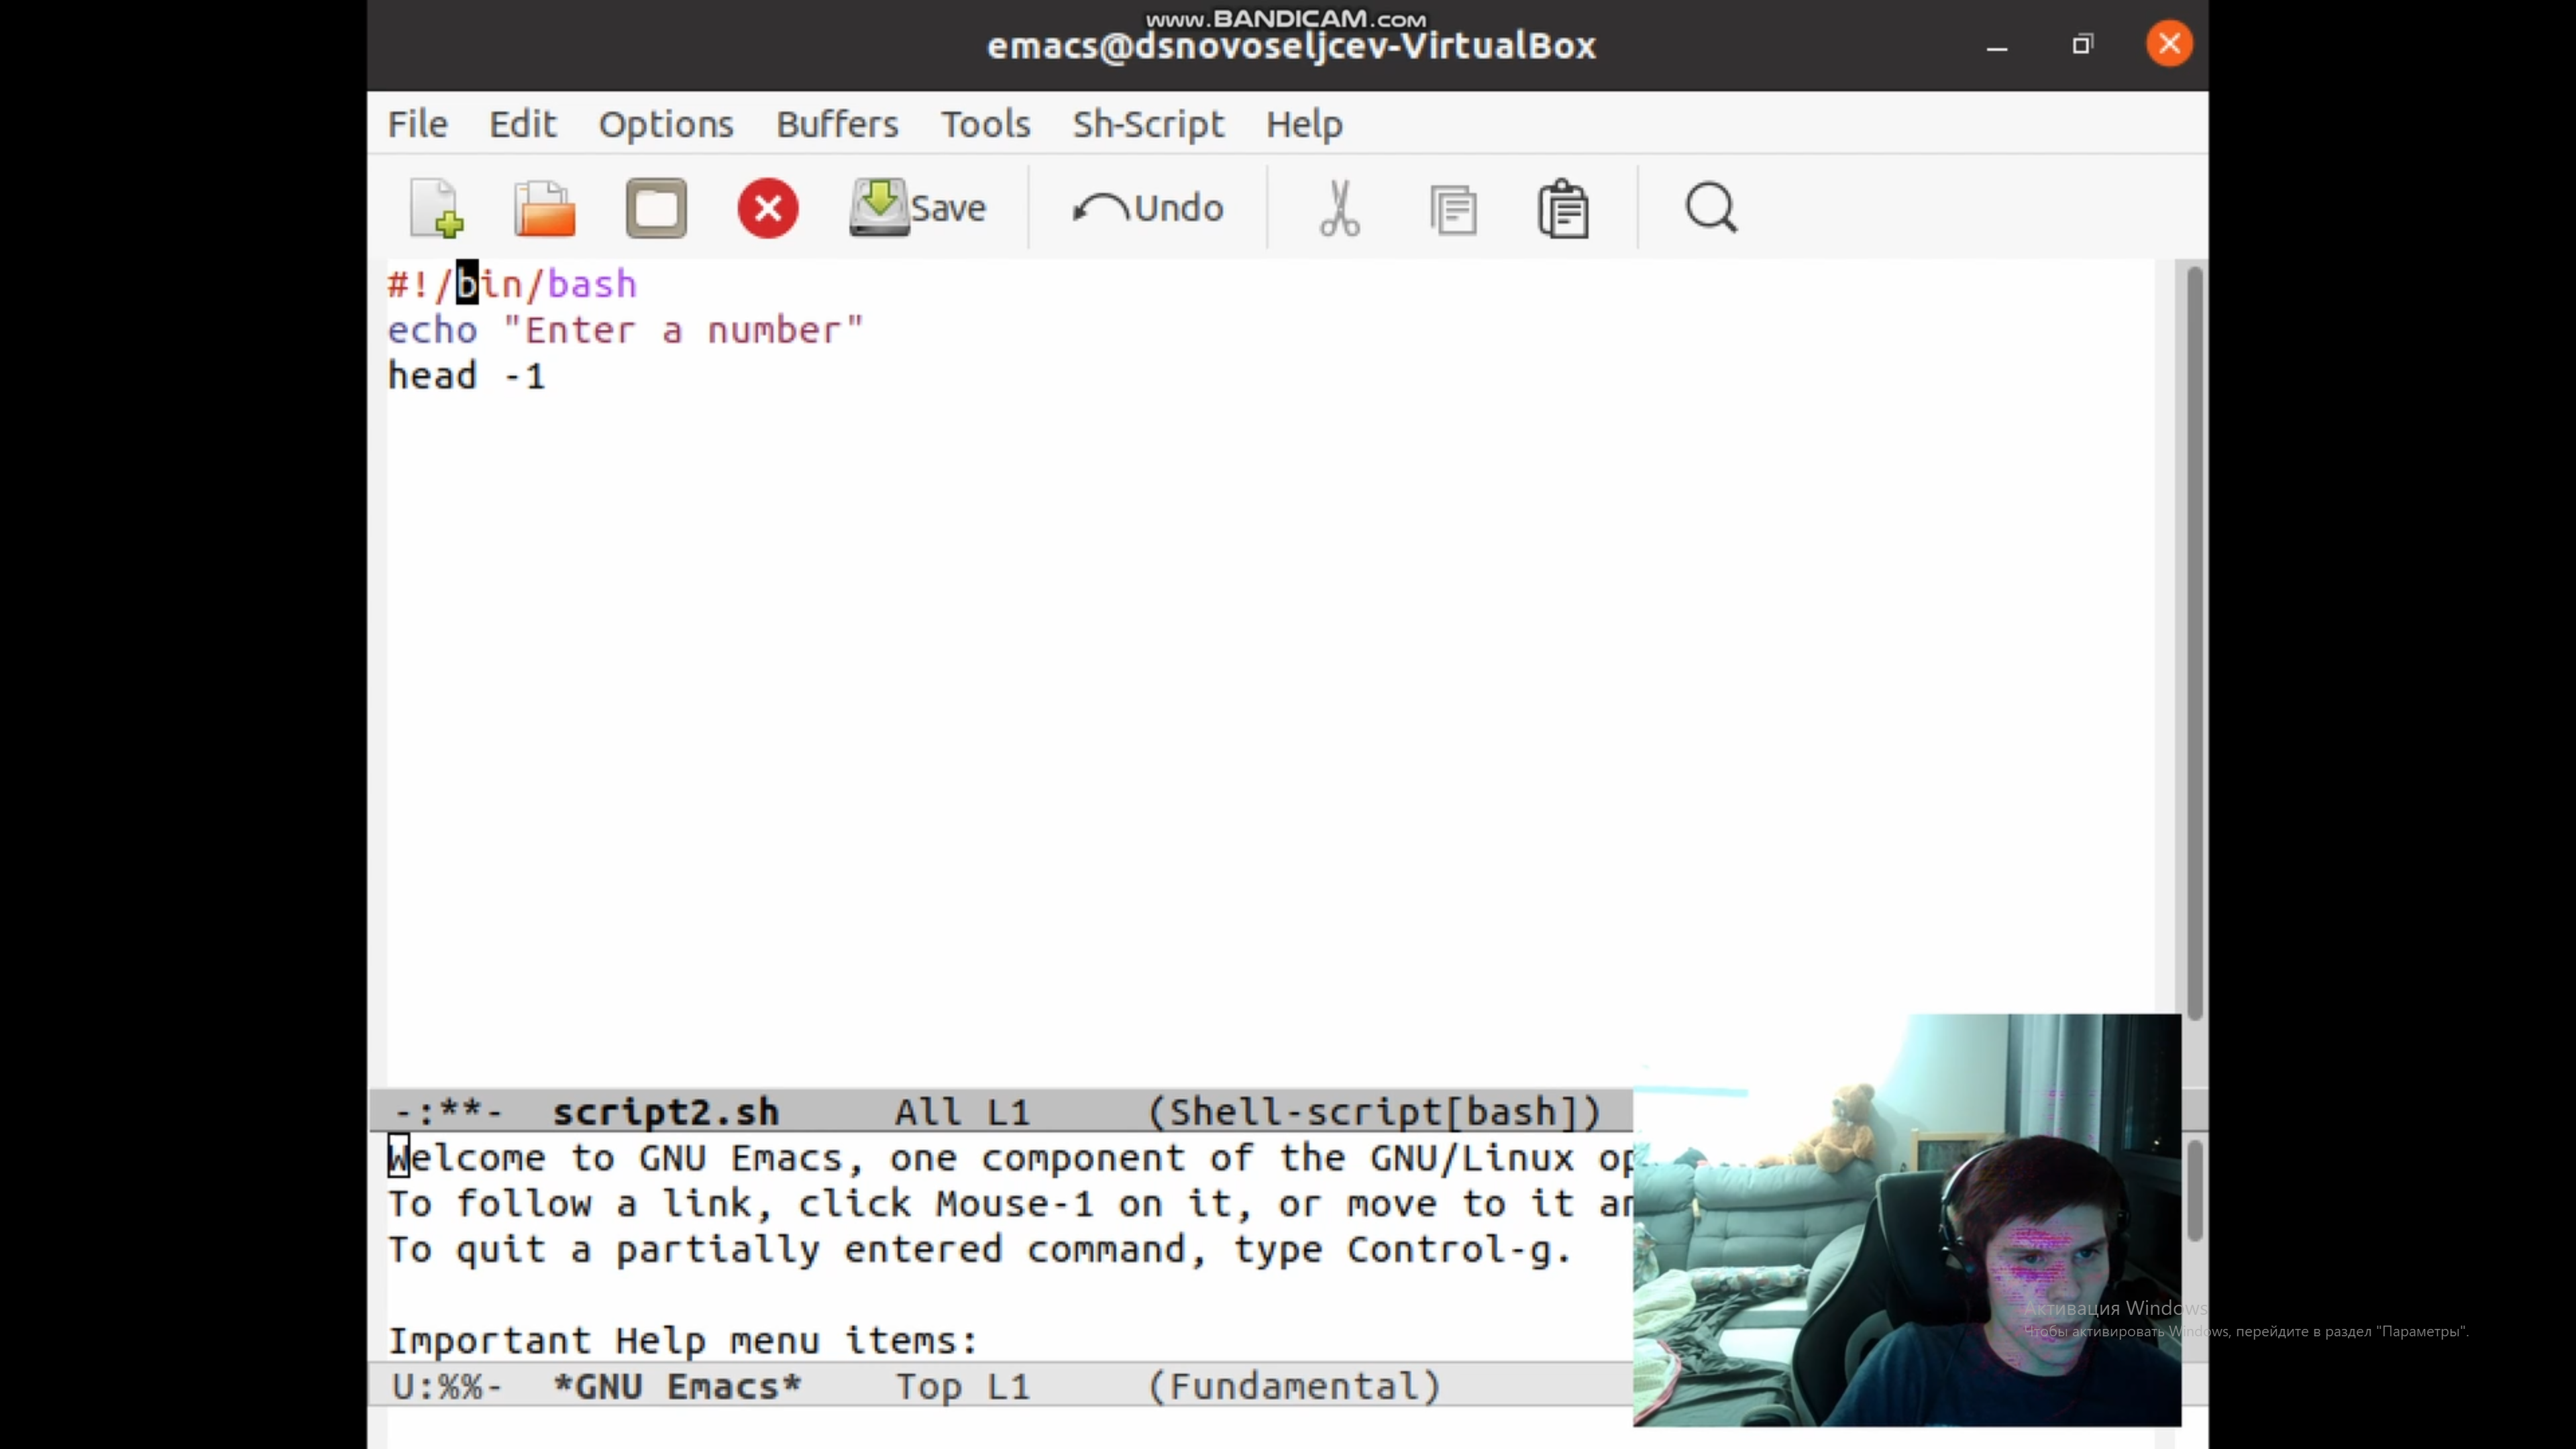 www.BANDICAM.com
emacs@dsnovoseljcev-VirtualBox
File Edit Options Buffers Tools Sh-Script Help
Save Undo
#!/bin/bash
echo "Enter a number"
head -1
-:**- script2.sh All L1 (Shell-script[bash])
Welcome to GNU Emacs, one component of the GNU/Linux op
To follow a link, click Mouse-1 on it, or move to it an
To quit a partially entered command, type Control-g.
Important Help menu items:
U:%%- *GNU Emacs* Top L1 (Fundamental)
Активация Windows
Чтобы активировать Windows, перейдите в раздел "Параметры".